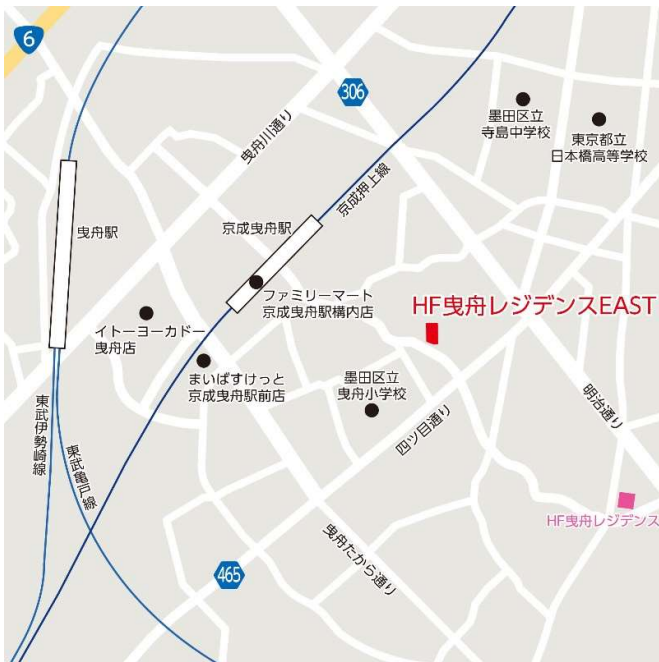 6
306
墨田区立
寺島中学校
東京都立
日本橋高等学校
曳舟川通り
京成押上線
曳舟駅
京成曳舟駅
ファミリーマート
京成曳舟駅構内店
HF曳舟レジデンスEAST
イトーヨーカドー
曳舟店
まいばすけっと
京成曳舟駅前店
墨田区立
曳舟小学校
明治通り
四ツ目通り
東武伊勢崎線
東武亀戸線
HF曳舟レジデンス
曳舟たから通り
465